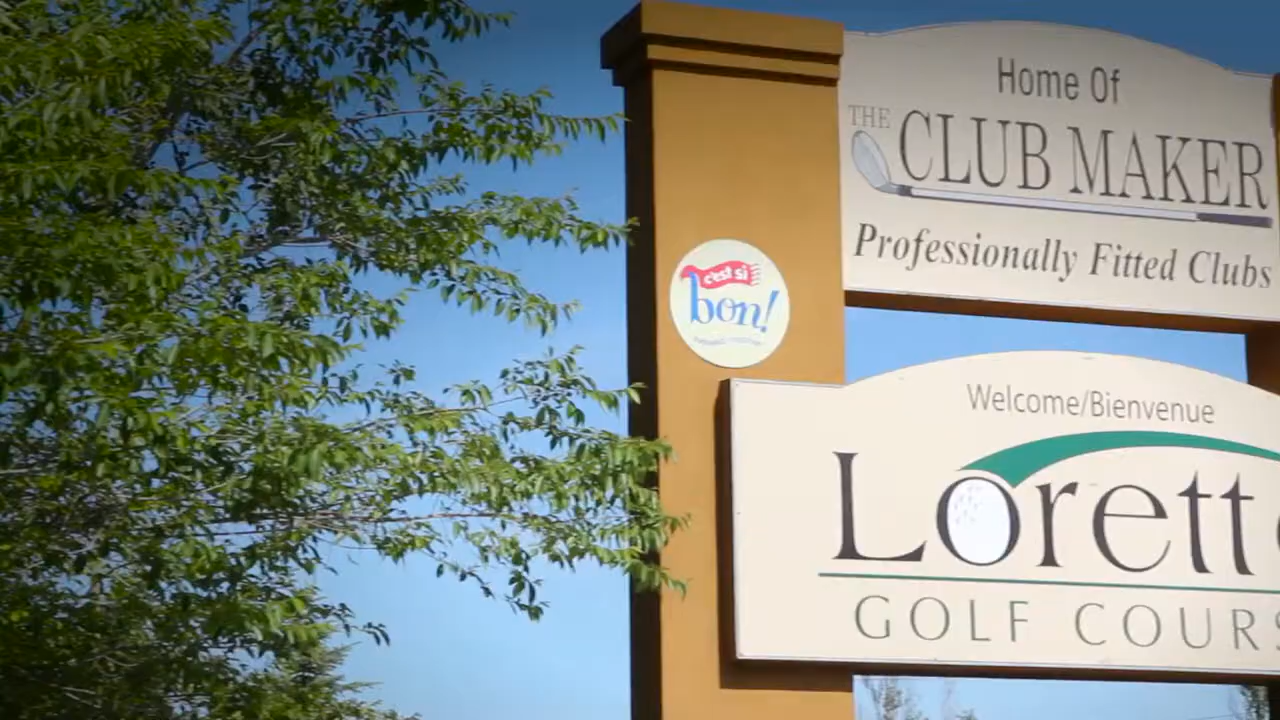 Home Of
THE CLUB MAKER
Professionally Fitted Clubs
c'est si
bon!
Welcome/Bienvenue
Lorett
GOLF COURS